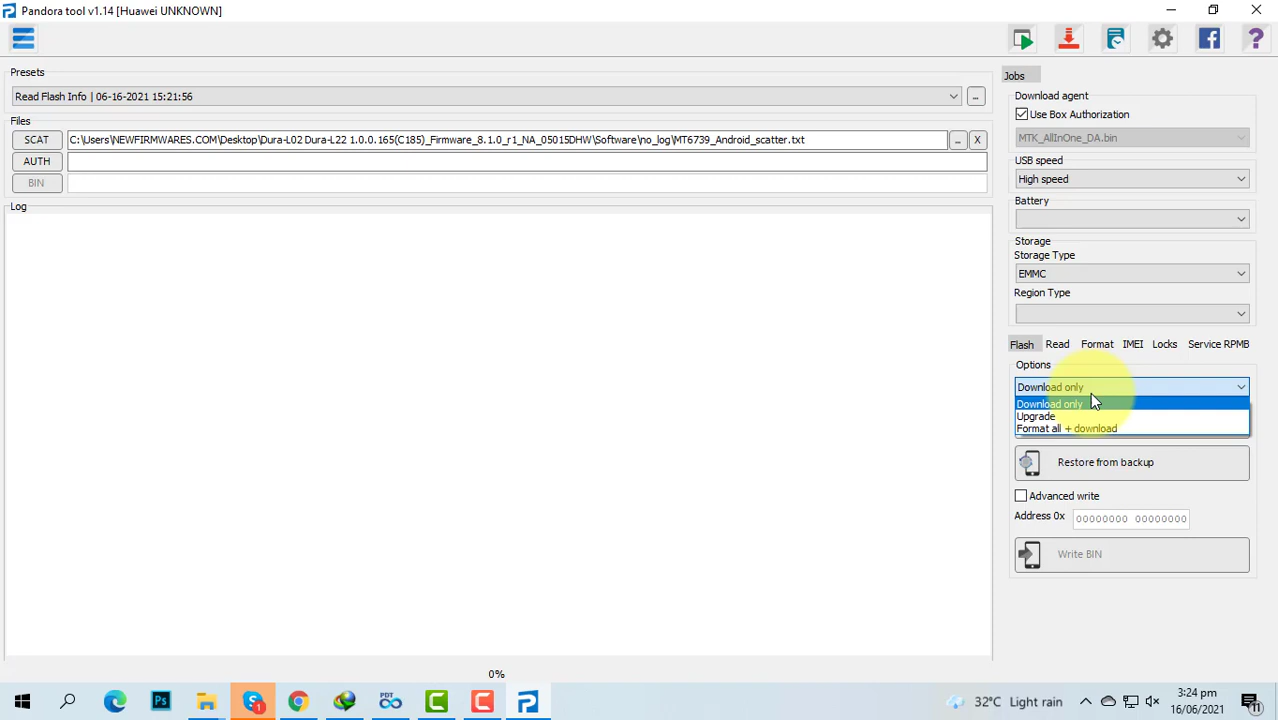 Pandora tool v1.14 [Huawei UNKNOWN]
Presets
Read Flash Info | 06-16-2021 15:21:56
...
Files
SCAT
C:\Users\NEWFIRMWARES.COM\Desktop\Dura-L02 Dura-L22 1.0.0.165(C185)_Firmware_8.1.0_r1_NA_05015DHW\Software\no_log\MT6739_Android_scatter.txt
...
X
AUTH
BIN
Log
Jobs
Download agent
Use Box Authorization
MTK_AllInOne_DA.bin
USB speed
High speed
Battery
Storage
Storage Type
EMMC
Region Type
Flash Read Format IMEI Locks Service RPMB
Options
Download only
Download only
Upgrade
Format all + download
Restore from backup
Advanced write
Address 0x 00000000 00000000
Write BIN
0%
Ps
1
PDT
32°C Light rain
3:24 pm
16/06/2021
11